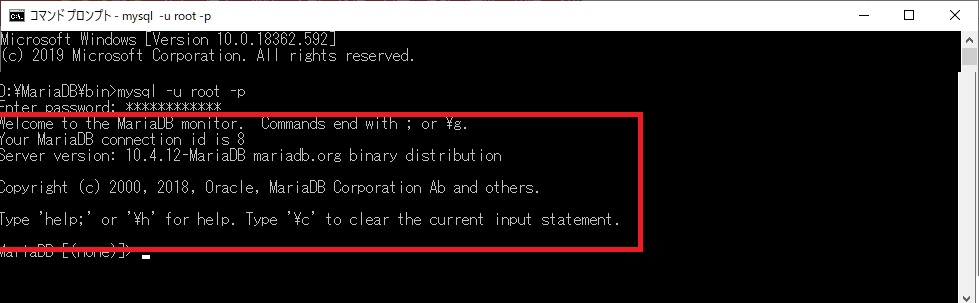 コマンド プロンプト - mysql -u root -p
Microsoft Windows [Version 10.0.18362.592]
(c) 2019 Microsoft Corporation. All rights reserved.
D:¥MariaDB¥bin>mysql -u root -p
Enter password: ************
Welcome to the MariaDB monitor.  Commands end with ; or ¥g.
Your MariaDB connection id is 8
Server version: 10.4.12-MariaDB mariadb.org binary distribution
Copyright (c) 2000, 2018, Oracle, MariaDB Corporation Ab and others.
Type 'help;' or '¥h' for help. Type '¥c' to clear the current input statement.
MariaDB [(none)]>